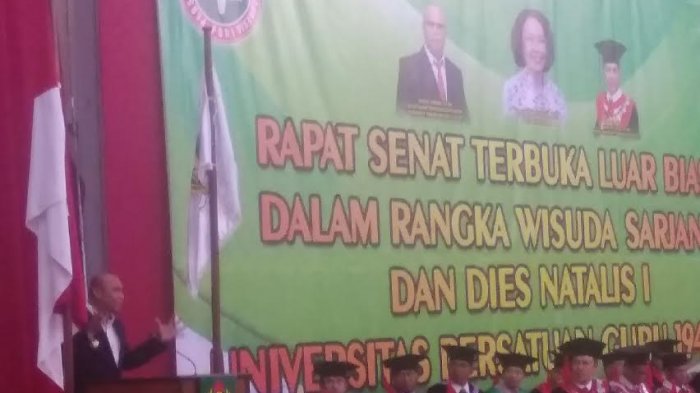 RAPAT SENAT TERBUKA LUAR BIA
DALAM RANGKA WISUDA SARJAN
DAN DIES NATALIS I
UNIVERSITAS PERSATUAN GURU 194